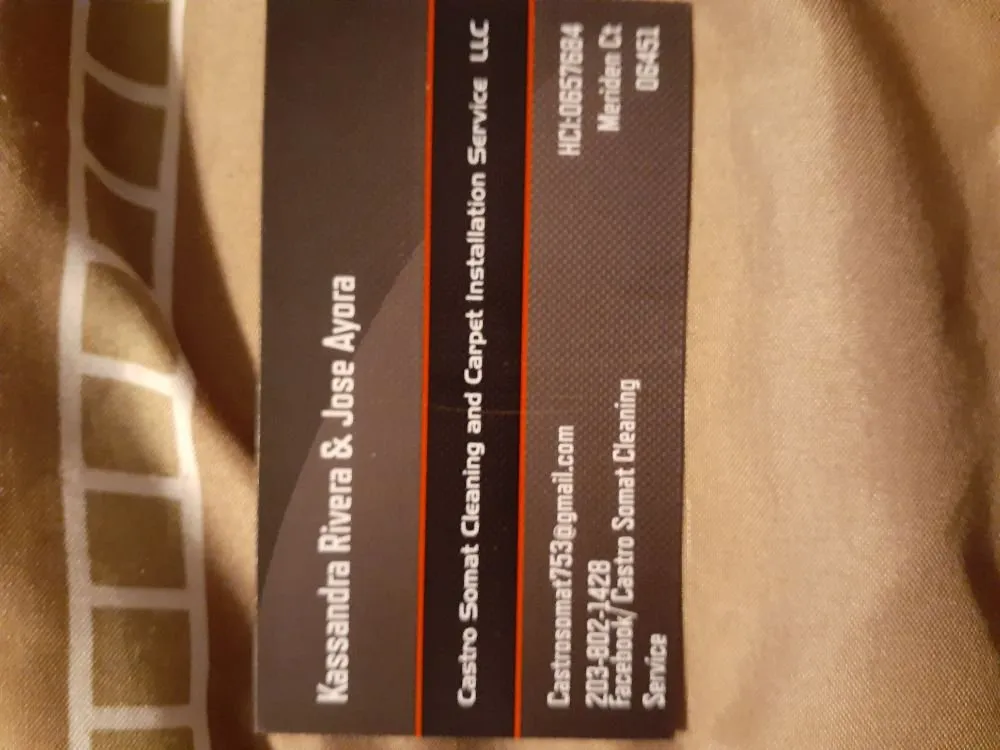 Kassandra Rivera & Jose Ayora
Castro Somat Cleaning and Carpet Installation Service LLC
Castrosomat753@gmail.com
203-802-1428
Facebook/Castro Somat Cleaning
Service
HCI:0657684
Meriden Ct
06451